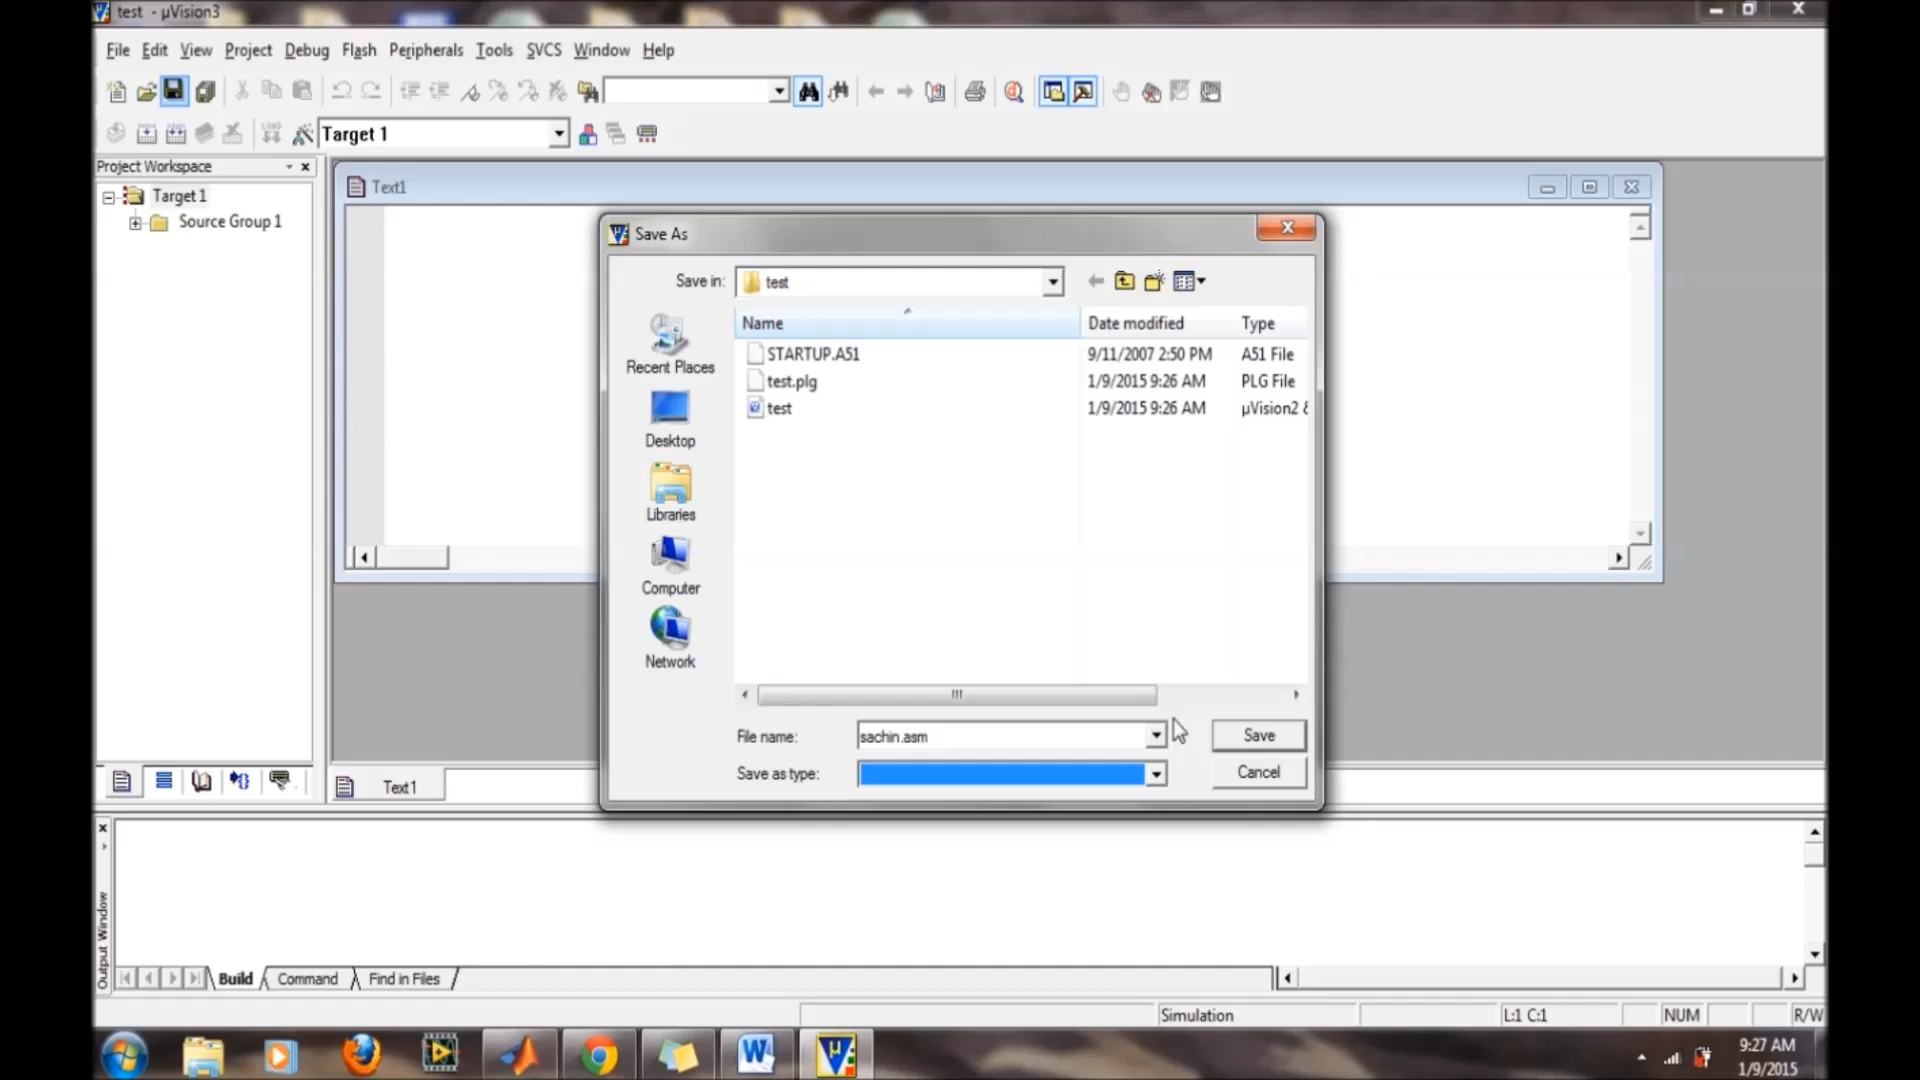 test - µVision3
File Edit View Project Debug Flash Peripherals Tools SVCS Window Help
LOAD
Target 1
Project Workspace
Target 1
Source Group 1
Text1
Save As
Save in: test
Name Date modified Type
STARTUP.A51 9/11/2007 2:50 PM A51 File
test.plg 1/9/2015 9:26 AM PLG File
test 1/9/2015 9:26 AM µVision2 &
Recent Places
Desktop
Libraries
Computer
Network
File name: sachin.asm Save
Save as type: Cancel
Text1
Output Window
Build Command Find in Files
Simulation L:1 C:1 NUM R/W
9:27 AM
1/9/2015